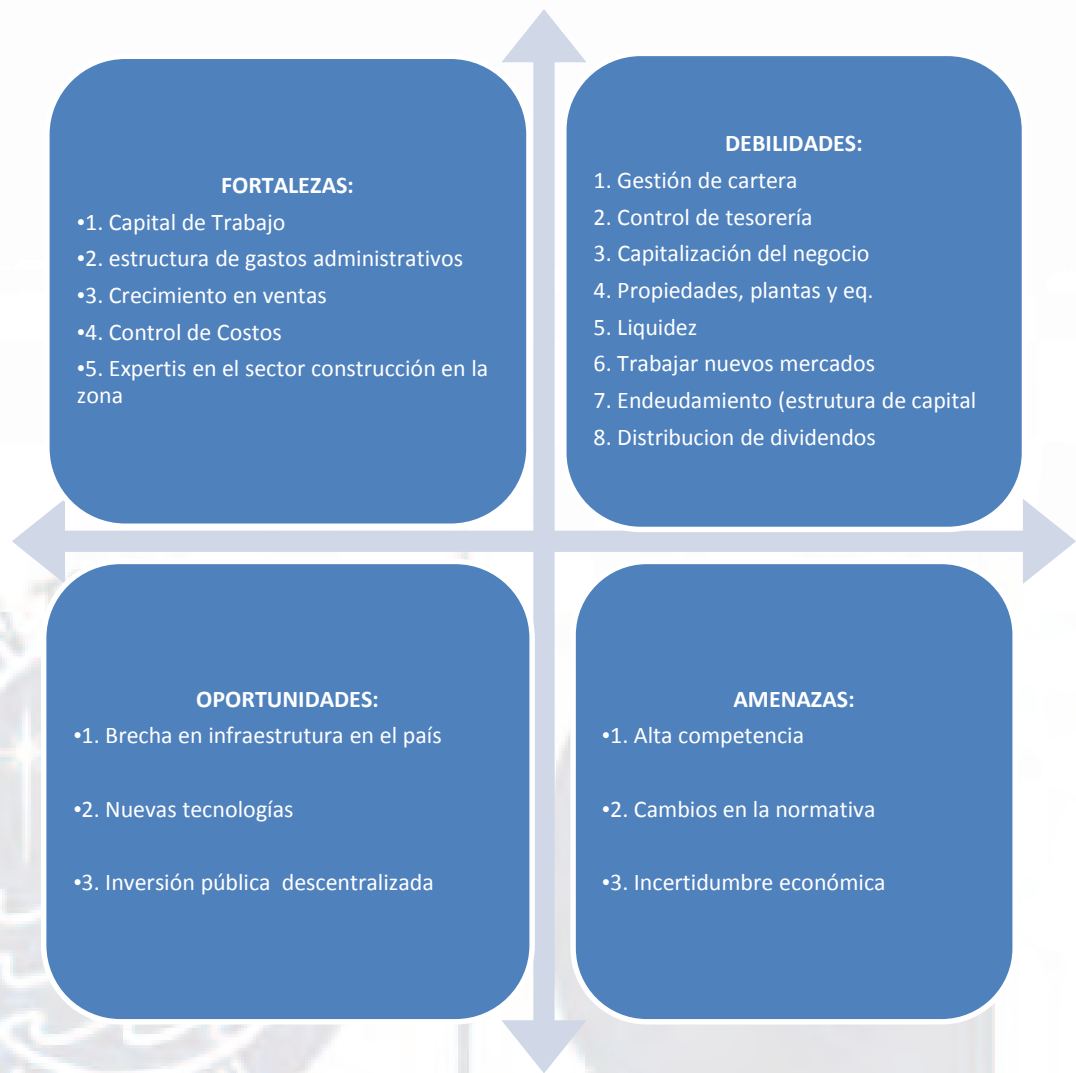 FORTALEZAS:
•1. Capital de Trabajo
•2. estructura de gastos administrativos
•3. Crecimiento en ventas
•4. Control de Costos
•5. Expertis en el sector construcción en la
zona
DEBILIDADES:
1. Gestión de cartera
2. Control de tesorería
3. Capitalización del negocio
4. Propiedades, plantas y eq.
5. Liquidez
6. Trabajar nuevos mercados
7. Endeudamiento (estrutura de capital
8. Distribucion de dividendos
OPORTUNIDADES:
•1. Brecha en infraestrutura en el país
•2. Nuevas tecnologías
•3. Inversión pública  descentralizada
AMENAZAS:
•1. Alta competencia
•2. Cambios en la normativa
•3. Incertidumbre económica